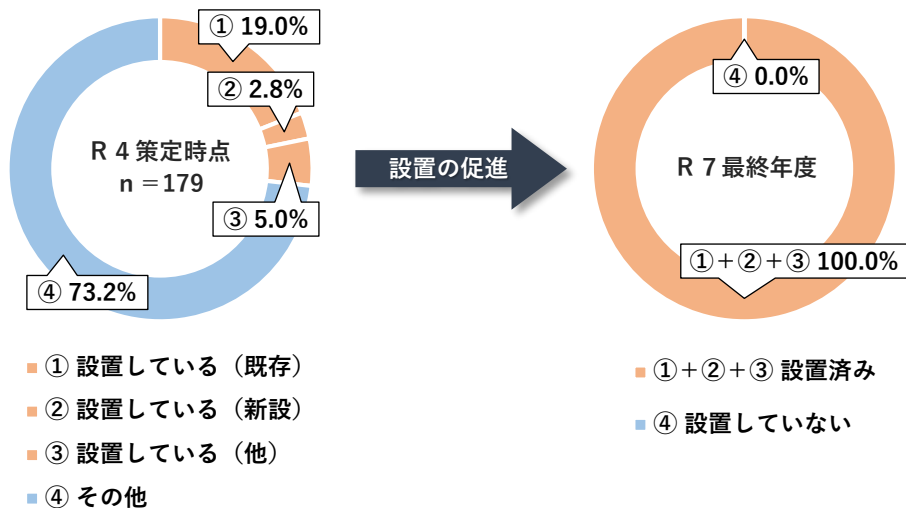 ① 19.0%
② 2.8%
R４策定時点
n＝179
③ 5.0%
④ 73.2%
① 設置している（既存）
② 設置している（新設）
③ 設置している（他）
④ その他
設置の促進
④ 0.0%
R７最終年度
①＋②＋③ 100.0%
①＋②＋③ 設置済み
④ 設置していない